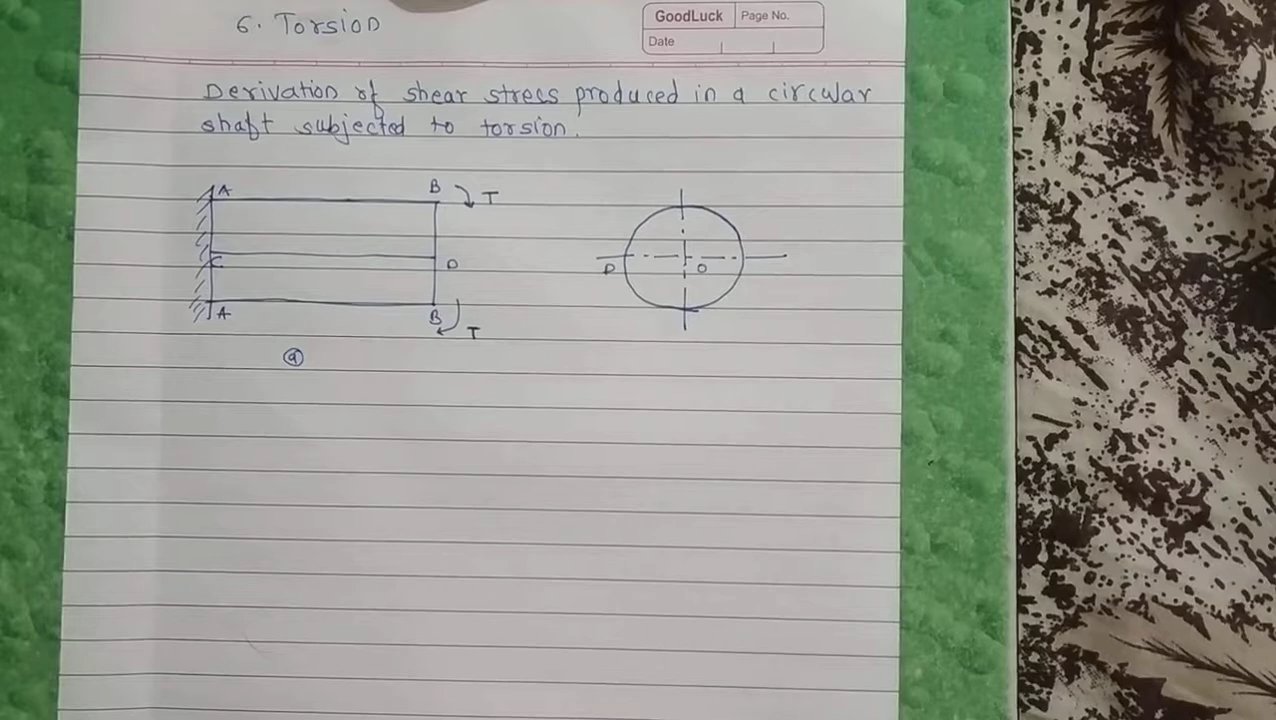 6. Torsion
GoodLuck Page No.
Date
Derivation of shear stress produced in a circular
shaft subjected to torsion.
A B T
C D
A B T
D O
a